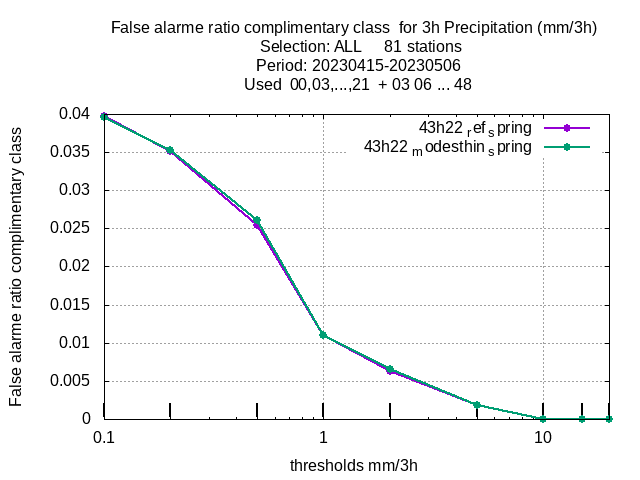 False alarme ratio complimentary class  for 3h Precipitation (mm/3h)
Selection: ALL     81 stations
Period: 20230415-20230506
Used  00,03,...,21  + 03 06 ... 48
43h22 ref spring
43h22 modesthin spring
False alarme ratio complimentary class
0.04
0.035
0.03
0.025
0.02
0.015
0.01
0.005
0
0.1 1 10
thresholds mm/3h